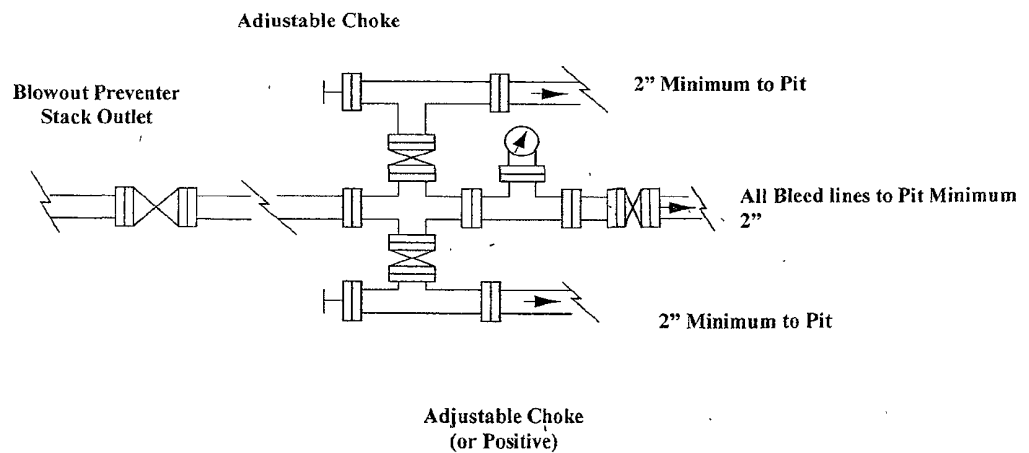 Adjustable Choke
Blowout Preventer
Stack Outlet
2” Minimum to Pit
All Bleed lines to Pit Minimum
2”
2” Minimum to Pit
Adjustable Choke
(or Positive)